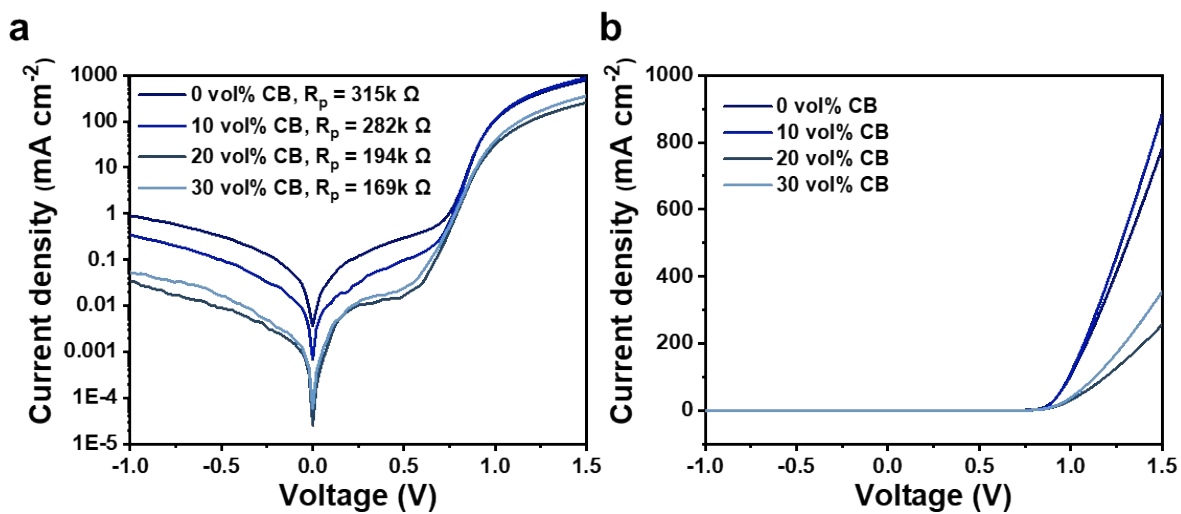 a
Current density (mA cm⁻²)
1000
100
10
1
0.1
0.01
0.001
1E-4
1E-5
0 vol% CB, Rₚ = 315k Ω
10 vol% CB, Rₚ = 282k Ω
20 vol% CB, Rₚ = 194k Ω
30 vol% CB, Rₚ = 169k Ω
-1.0 -0.5 0.0 0.5 1.0 1.5
Voltage (V)
b
Current density (mA cm⁻²)
1000
800
600
400
200
0
0 vol% CB
10 vol% CB
20 vol% CB
30 vol% CB
-1.0 -0.5 0.0 0.5 1.0 1.5
Voltage (V)